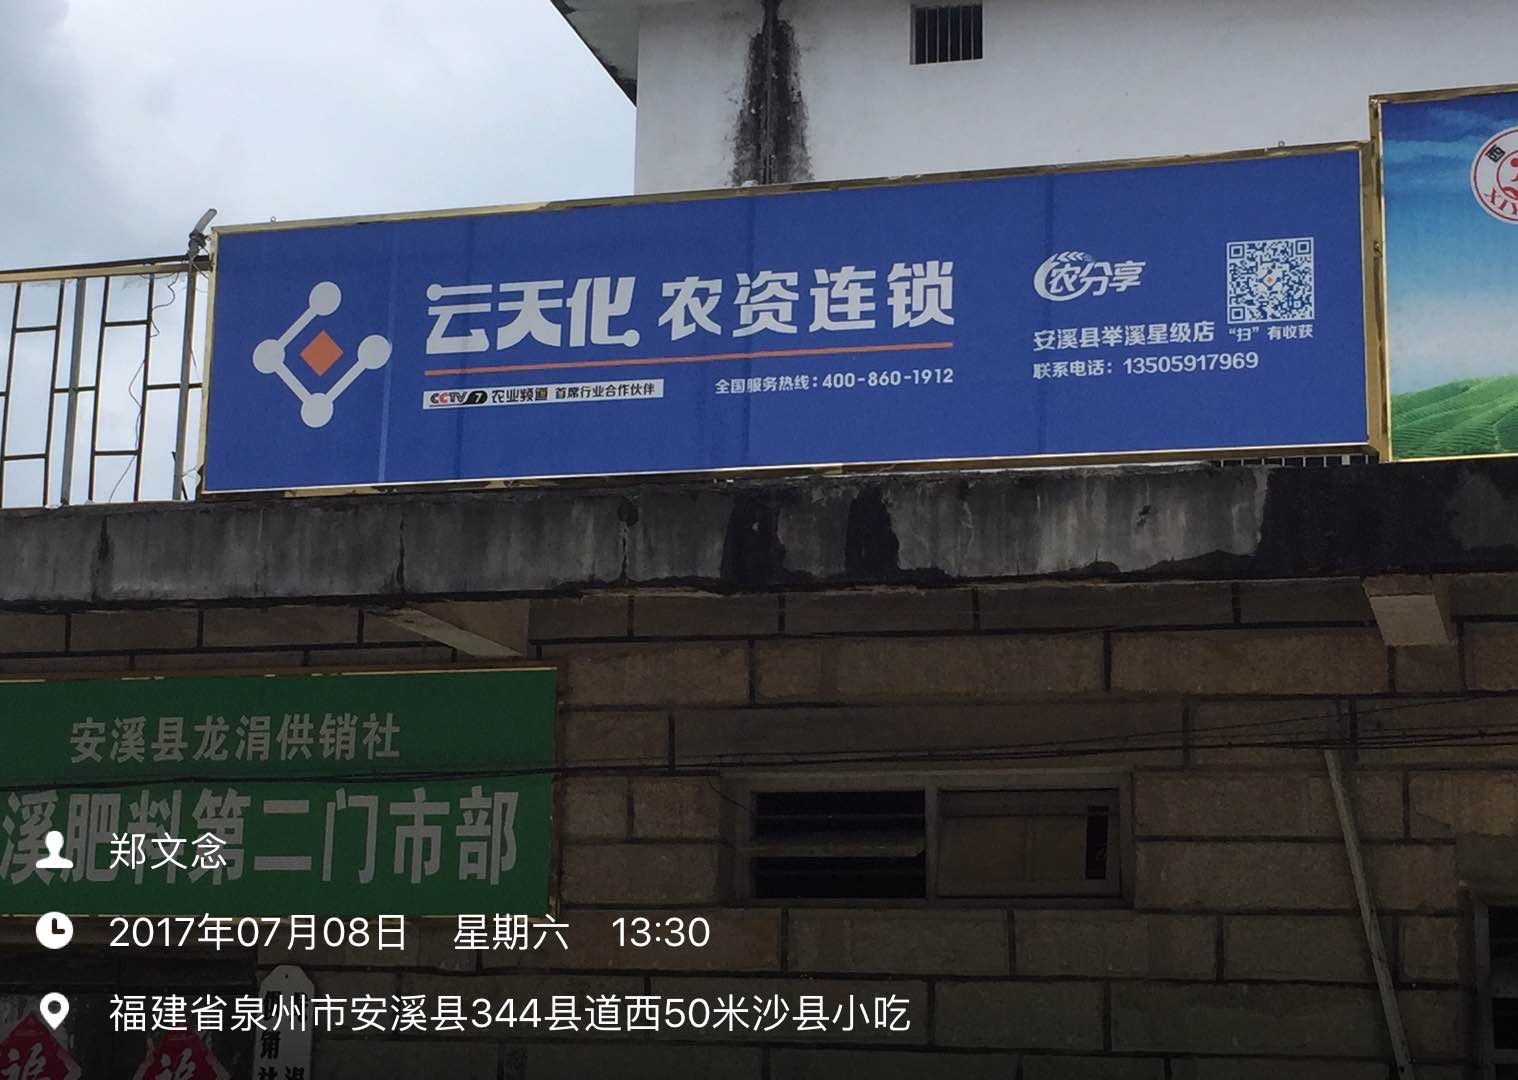 云天化 农资连锁
CCTV 7 农业频道 首席行业合作伙伴
全国服务热线：400-860-1912
农分享
安溪县举溪星级店
"扫"有收获
联系电话：13505917969
西
安溪县龙涓供销社
溪肥料第二门市部
郑文念
2017年07月08日 星期六 13:30
福建省泉州市安溪县344县道西50米沙县小吃